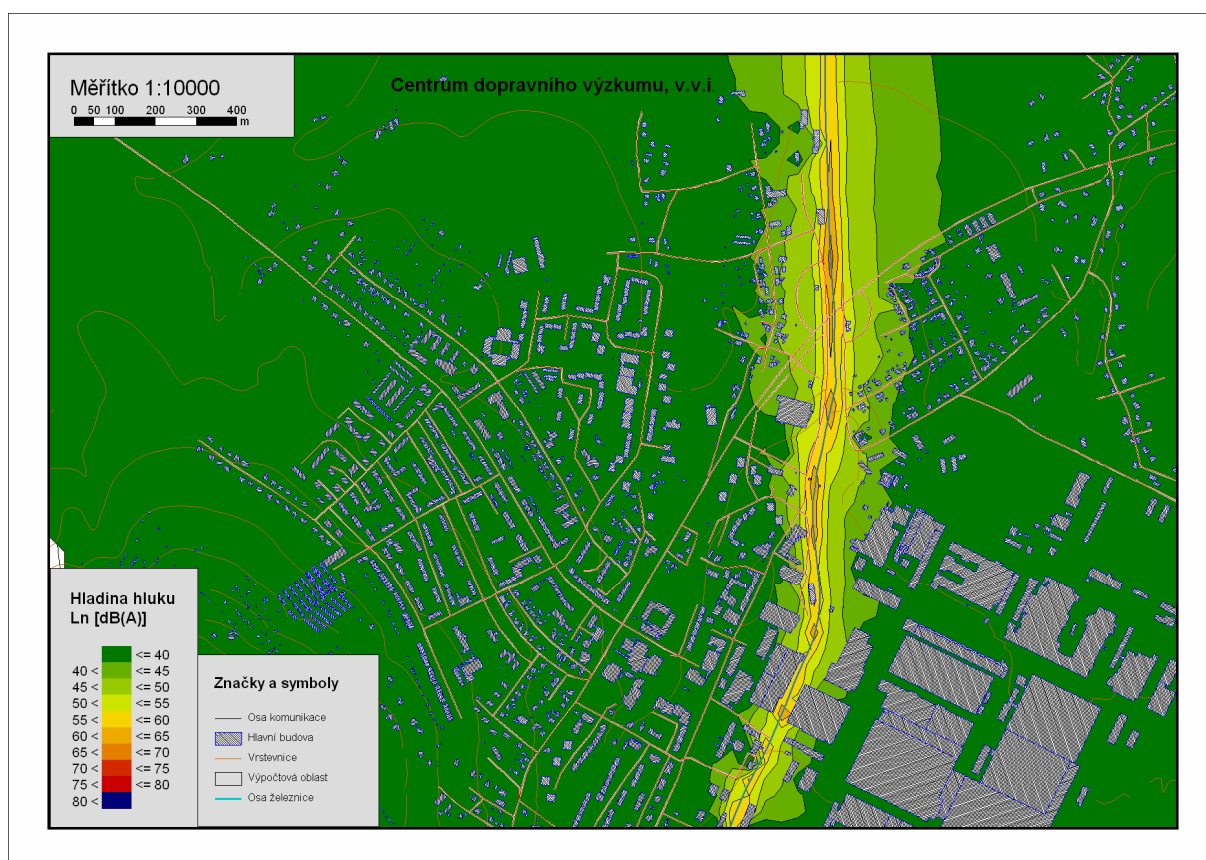 Měřítko 1:10000
0 50 100 200 300 400
m
Centrum dopravního výzkumu, v.v.i
Hladina hluku
Ln [dB(A)]
<= 40
40 < <= 45
45 < <= 50
50 < <= 55
55 < <= 60
60 < <= 65
65 < <= 70
70 < <= 75
75 < <= 80
80 <
Značky a symboly
Osa komunikace
Hlavní budova
Vrstevnice
Výpočtová oblast
Osa železnice